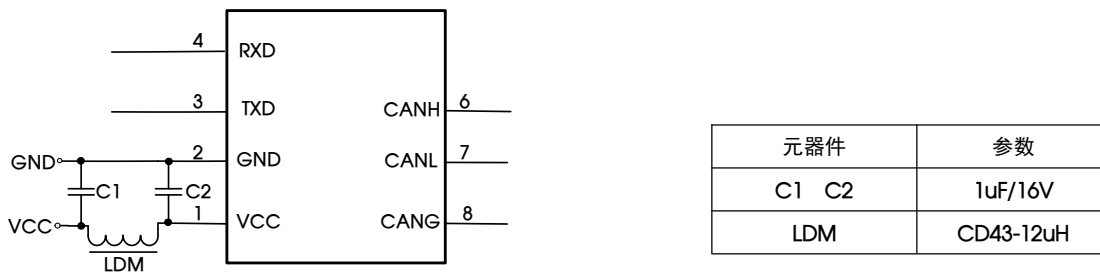 4 RXD
3 TXD
CANH 6
GND 2 GND
CANL 7
C1 C2
VCC 1 VCC
CANG 8
LDM
元器件 参数
C1 C2 1uF/16V
LDM CD43-12uH